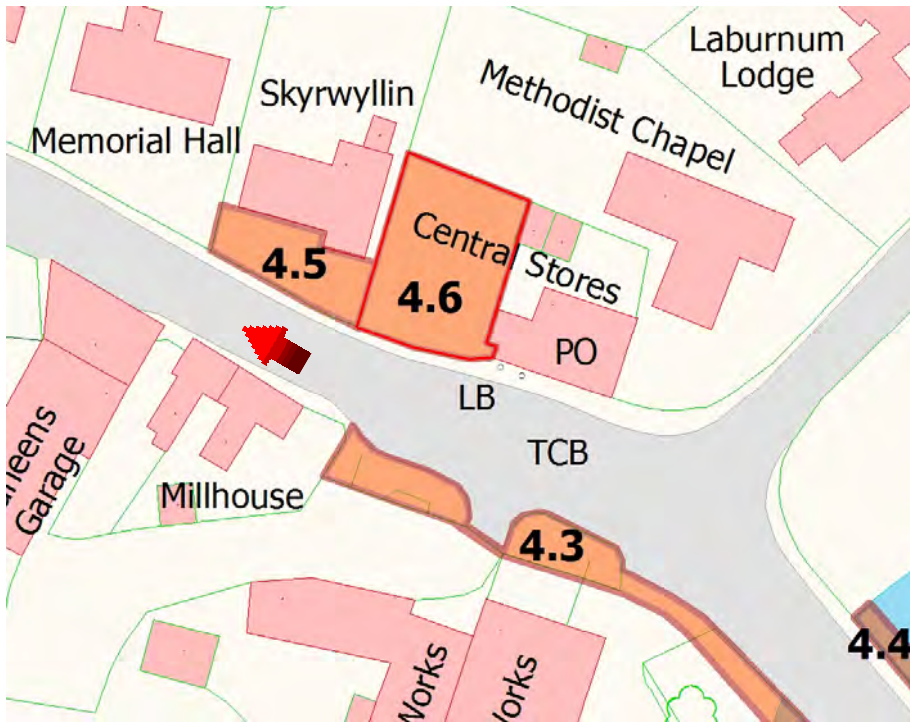 Laburnum
Lodge
Skyrwyllin
Methodist Chapel
Memorial Hall
Central Stores
4.5
4.6
PO
LB
TCB
Garage
Millhouse
4.3
4.4
Works